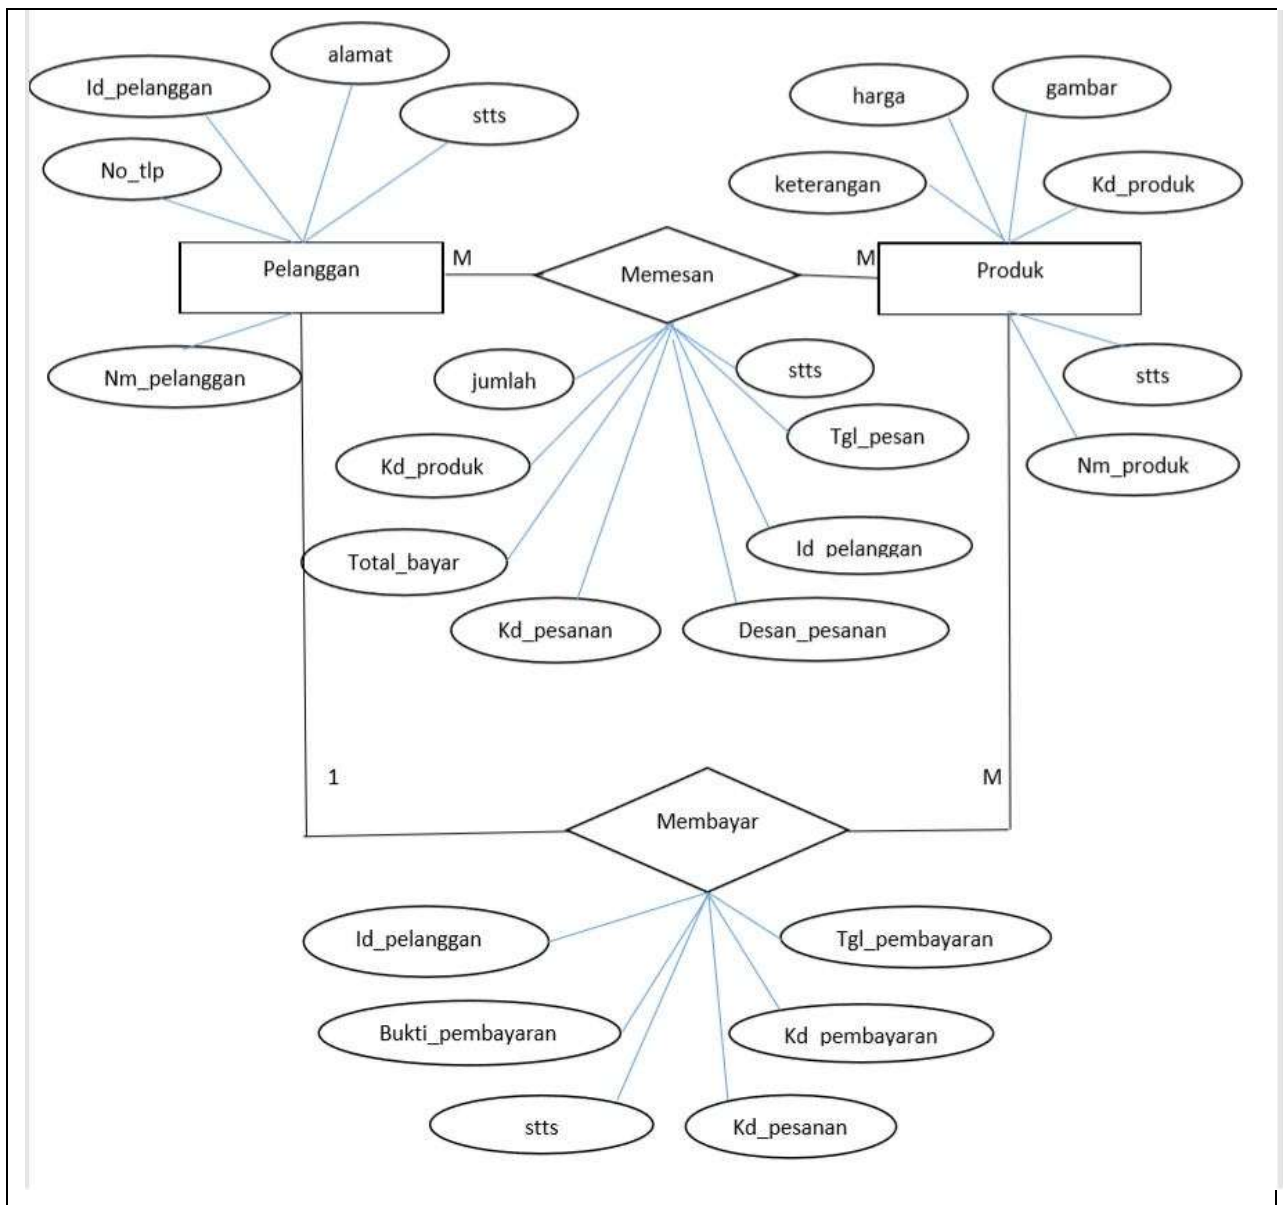 alamat
Id_pelanggan
stts
No_tlp
Pelanggan
Nm_pelanggan
M
Memesan
M
harga
gambar
keterangan
Kd_produk
Produk
stts
Nm_produk
jumlah
stts
Kd_produk
Tgl_pesan
Total_bayar
Id_pelanggan
Kd_pesanan
Desan_pesanan
1
M
Membayar
Id_pelanggan
Tgl_pembayaran
Bukti_pembayaran
Kd_pembayaran
stts
Kd_pesanan